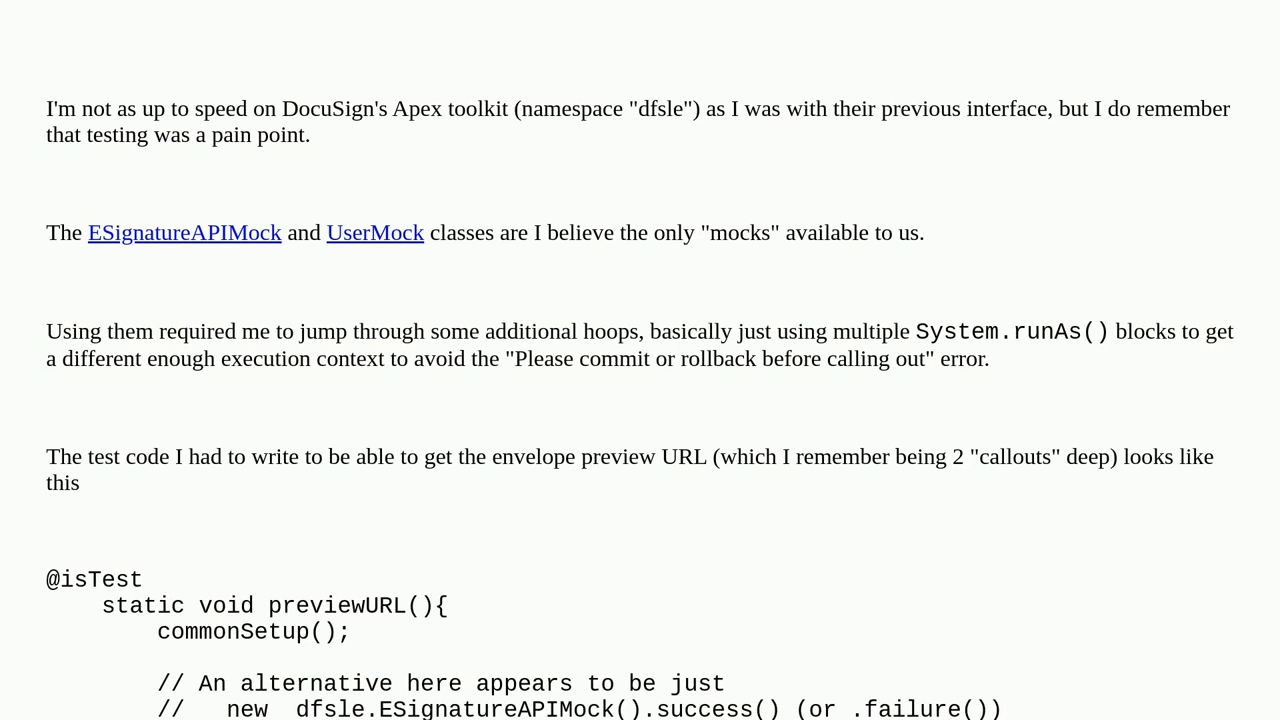 I'm not as up to speed on DocuSign's Apex toolkit (namespace "dfsle") as I was with their previous interface, but I do remember
that testing was a pain point.
The ESignatureAPIMock and UserMock classes are I believe the only "mocks" available to us.
Using them required me to jump through some additional hoops, basically just using multiple System.runAs() blocks to get
a different enough execution context to avoid the "Please commit or rollback before calling out" error.
The test code I had to write to be able to get the envelope preview URL (which I remember being 2 "callouts" deep) looks like
this
@isTest
    static void previewURL(){
        commonSetup();
        // An alternative here appears to be just
        //   new  dfsle.ESignatureAPIMock().success() (or .failure())